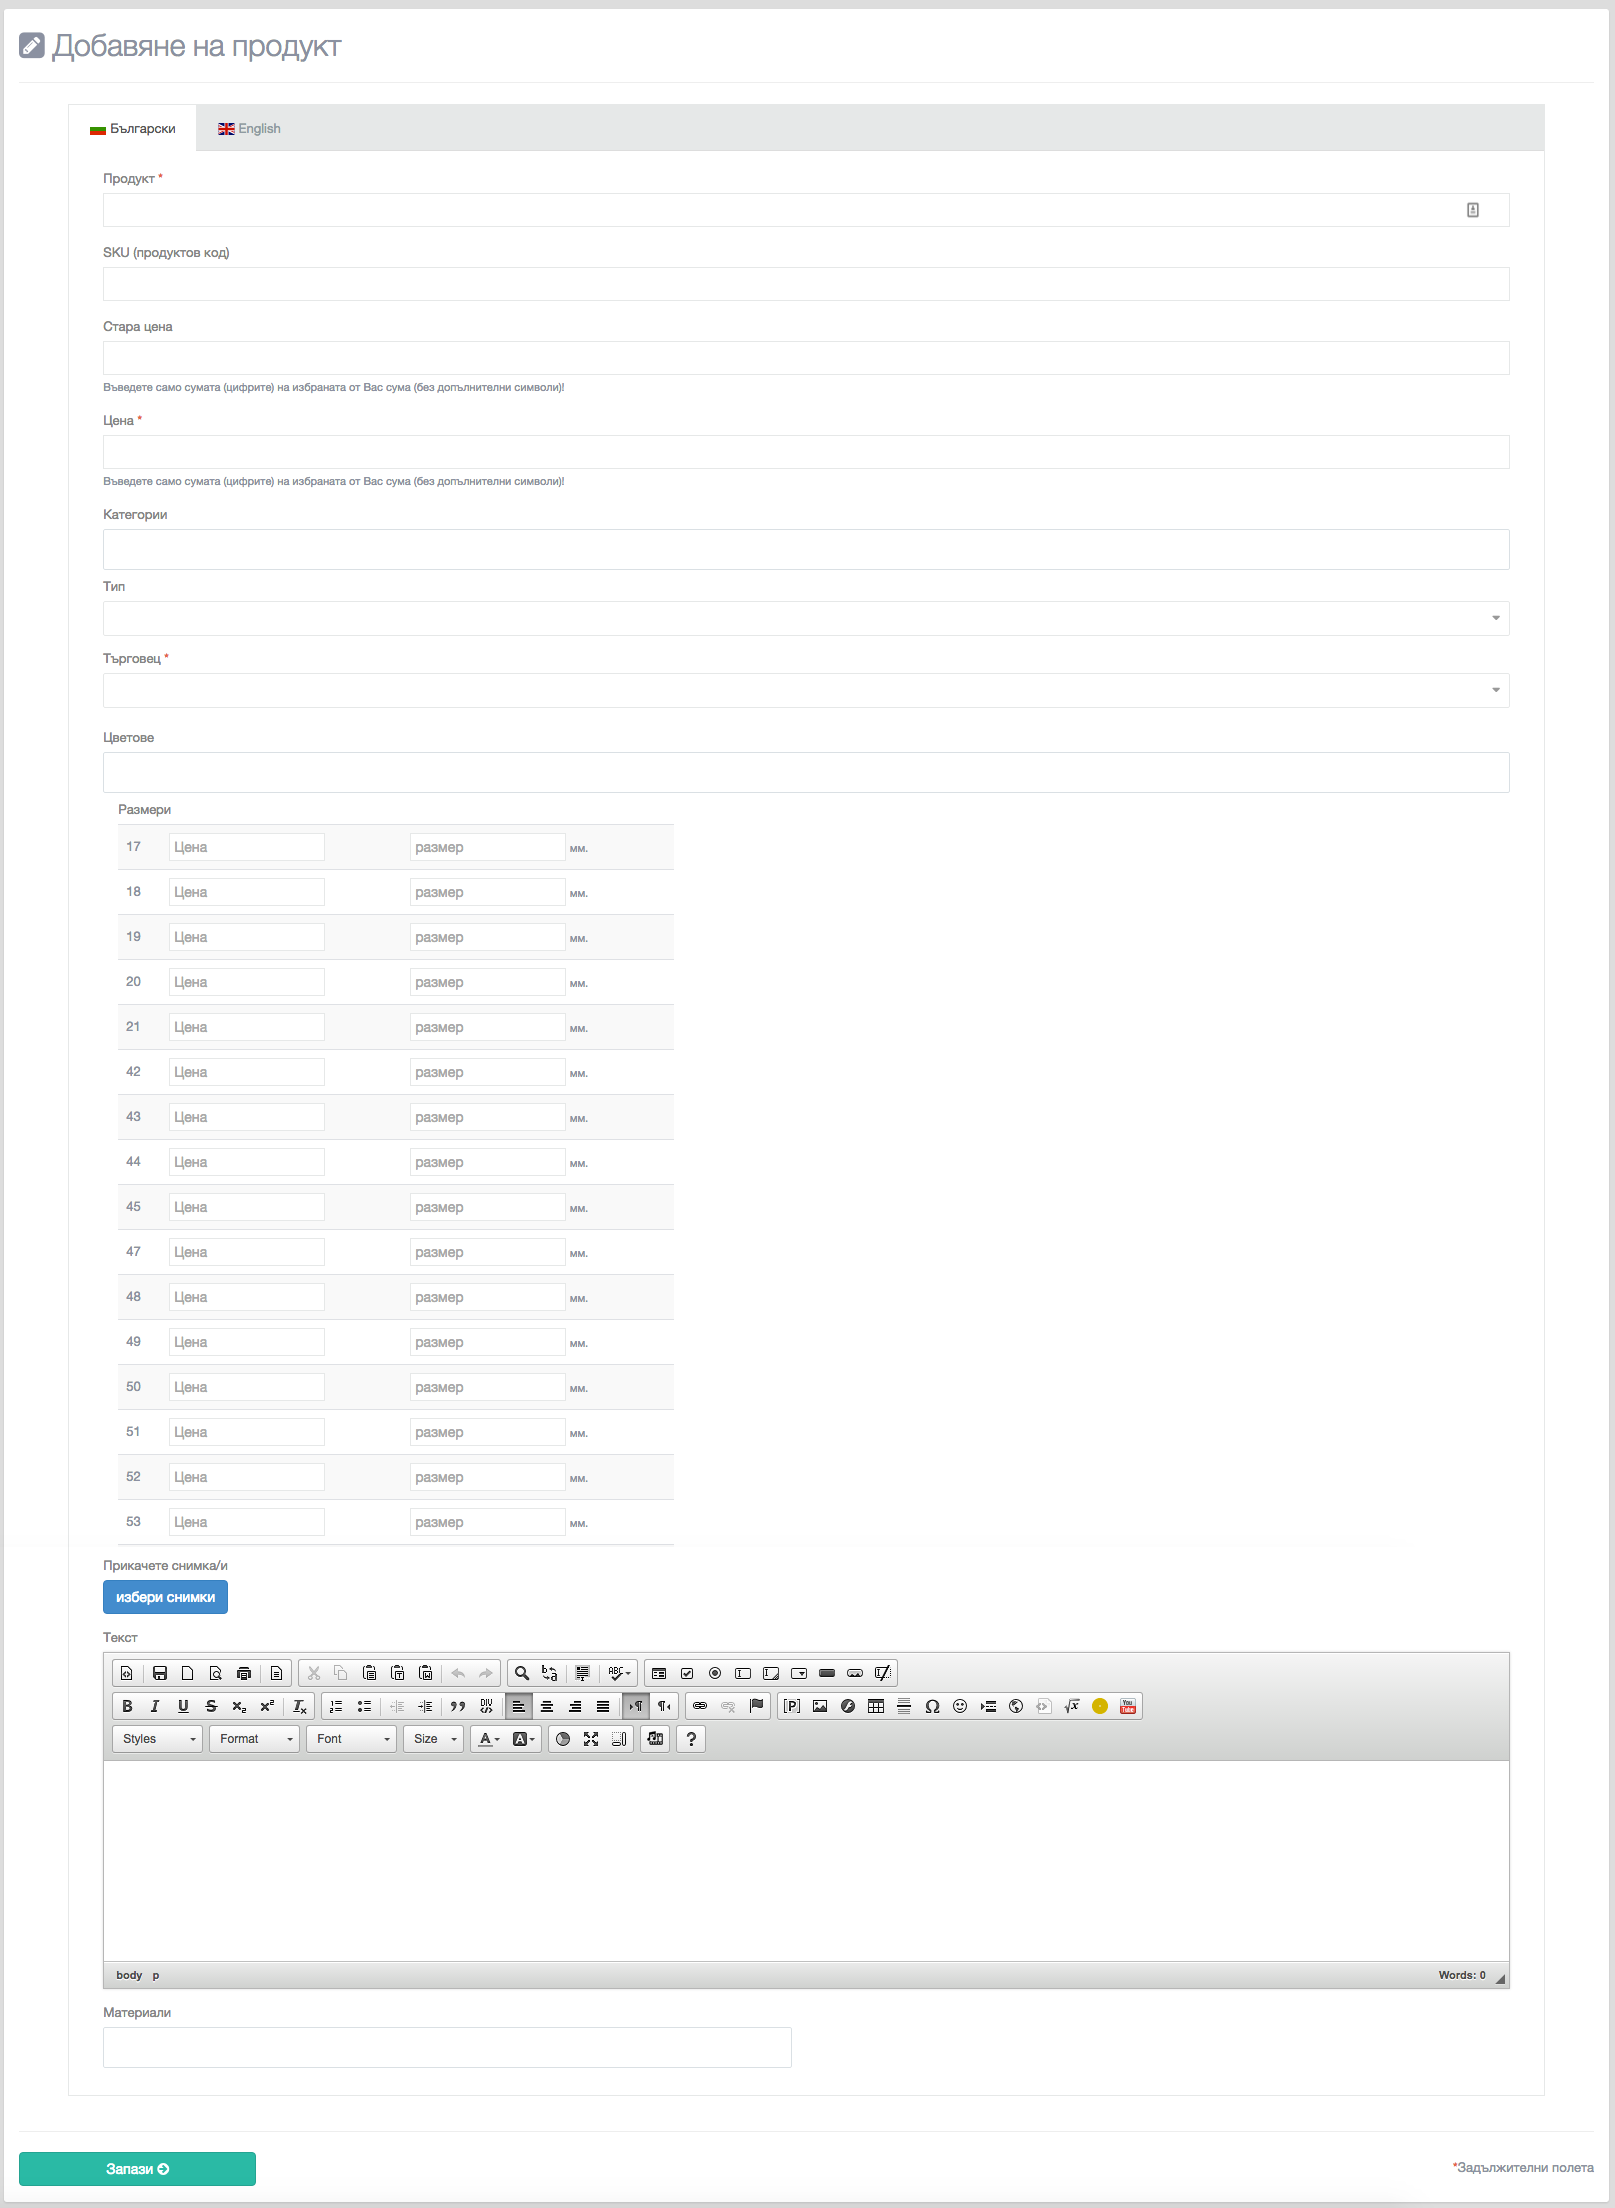 Добавяне на продукт
Български English
Продукт *
SKU (продуктов код)
Стара цена
Въведете само сумата (цифрите) на избраната от Вас сума (без допълнителни символи)!
Цена *
Въведете само сумата (цифрите) на избраната от Вас сума (без допълнителни символи)!
Категории
Тип
Търговец *
Цветове
Размери
17 Цена размер мм.
18 Цена размер мм.
19 Цена размер мм.
20 Цена размер мм.
21 Цена размер мм.
42 Цена размер мм.
43 Цена размер мм.
44 Цена размер мм.
45 Цена размер мм.
47 Цена размер мм.
48 Цена размер мм.
49 Цена размер мм.
50 Цена размер мм.
51 Цена размер мм.
52 Цена размер мм.
53 Цена размер мм.
Прикачете снимка/и
избери снимки
Текст
Styles Format Font Size
body p Words: 0
Материали
Запази
*Задължителни полета